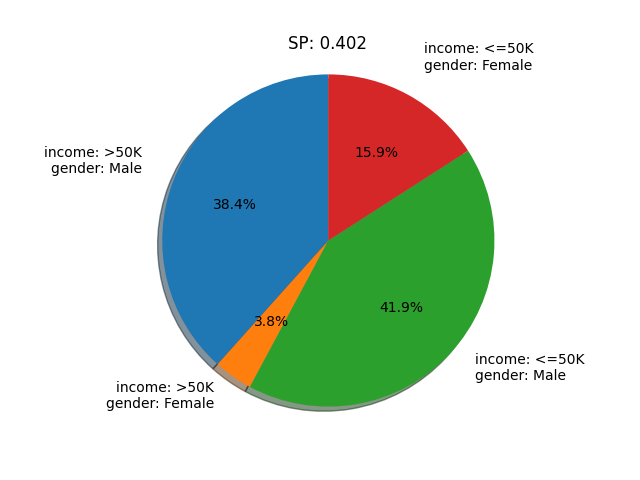 SP: 0.402
income: <=50K
gender: Female
income: >50K
gender: Male
15.9%
38.4%
41.9%
3.8%
income: <=50K
gender: Male
income: >50K
gender: Female